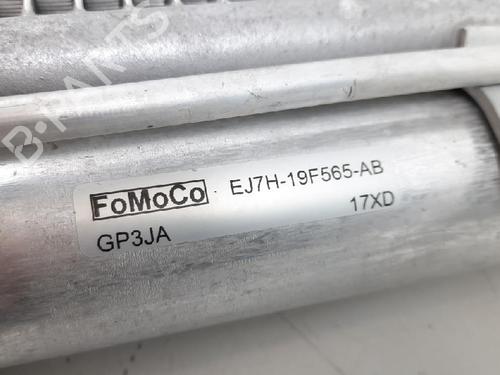 B-PARTS
FoMoCo EJ7H-19F565-AB
GP3JA 17XD